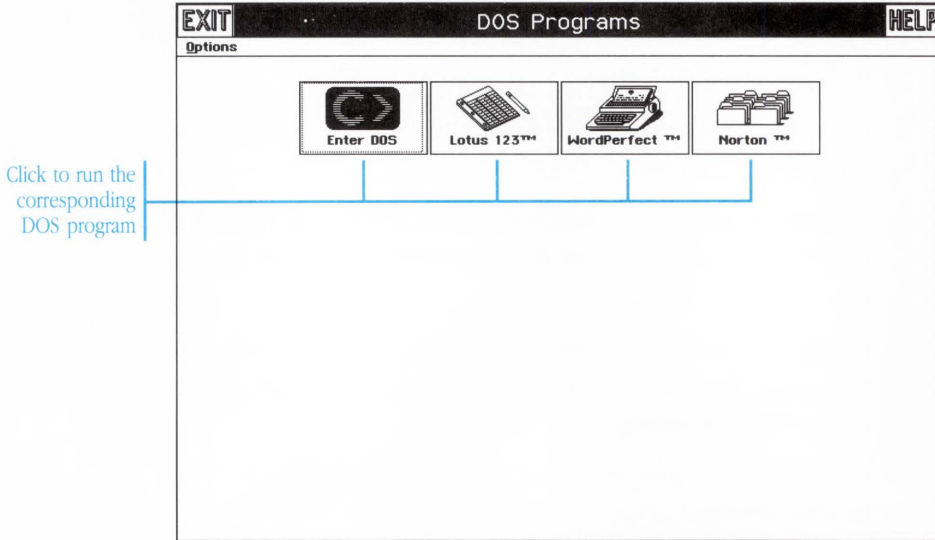 EXIT DOS Programs HELP
Options
C> 
Enter DOS Lotus 123™ WordPerfect ™ Norton ™
Click to run the
corresponding
DOS program